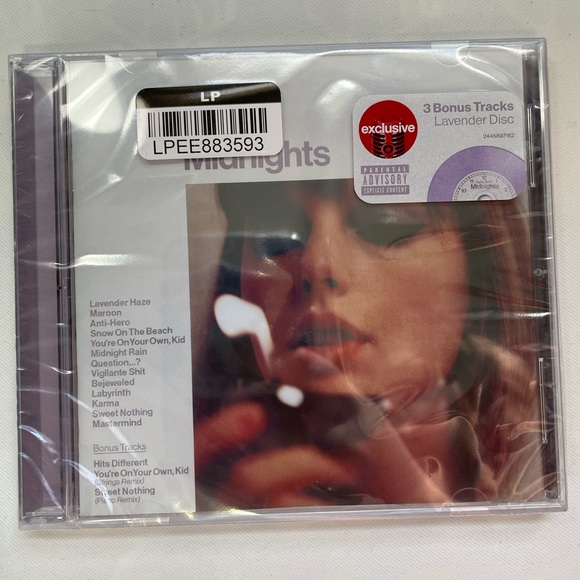 LP
LPEE883593
Midnights
exclusive
3 Bonus Tracks
Lavender Disc
PARENTAL
ADVISORY
EXPLICIT CONTENT
Midnights
Lavender Haze
Maroon
Anti-Hero
Snow On The Beach
You're On Your Own, Kid
Midnight Rain
Question...?
Vigilante Shit
Bejeweled
Labyrinth
Karma
Sweet Nothing
Mastermind
Bonus Tracks
Hits Different
You're On Your Own, Kid
(Strings Remix)
Sweet Nothing
(Piano Remix)